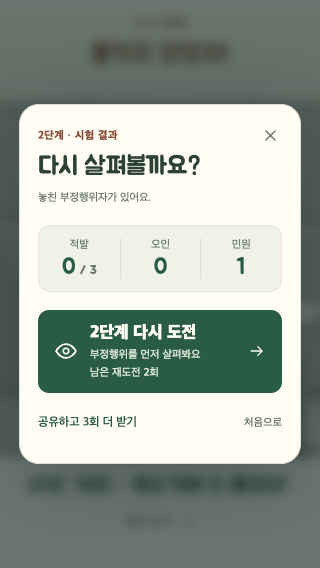 2단계 · 시험 결과
다시 살펴볼까요?
놓친 부정행위자가 있어요.
적발 오인 민원
0 / 3 0 1
2단계 다시 도전
부정행위를 먼저 살펴봐요
남은 재도전 2회
공유하고 3회 더 받기 처음으로